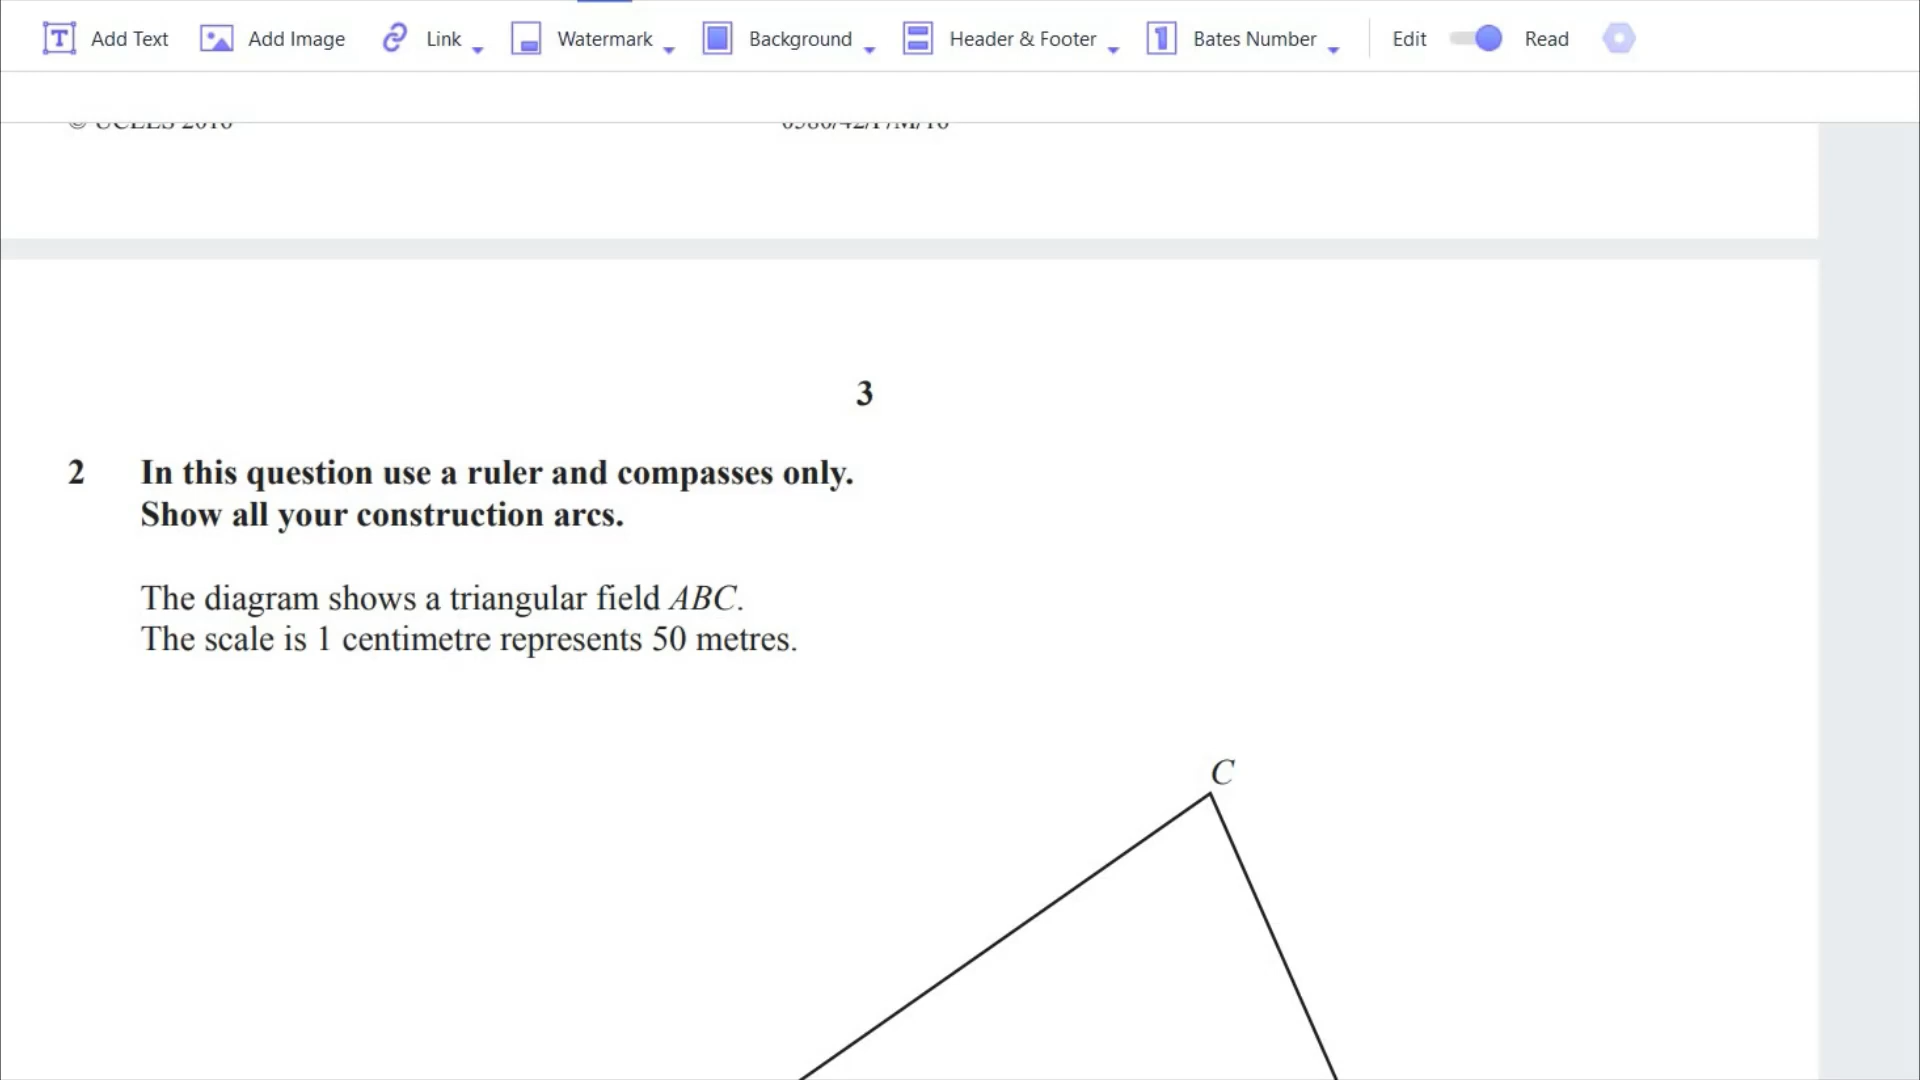 Add Text Add Image Link Watermark Background Header & Footer Bates Number Edit Read
3
2 In this question use a ruler and compasses only.
Show all your construction arcs.
The diagram shows a triangular field ABC.
The scale is 1 centimetre represents 50 metres.
C